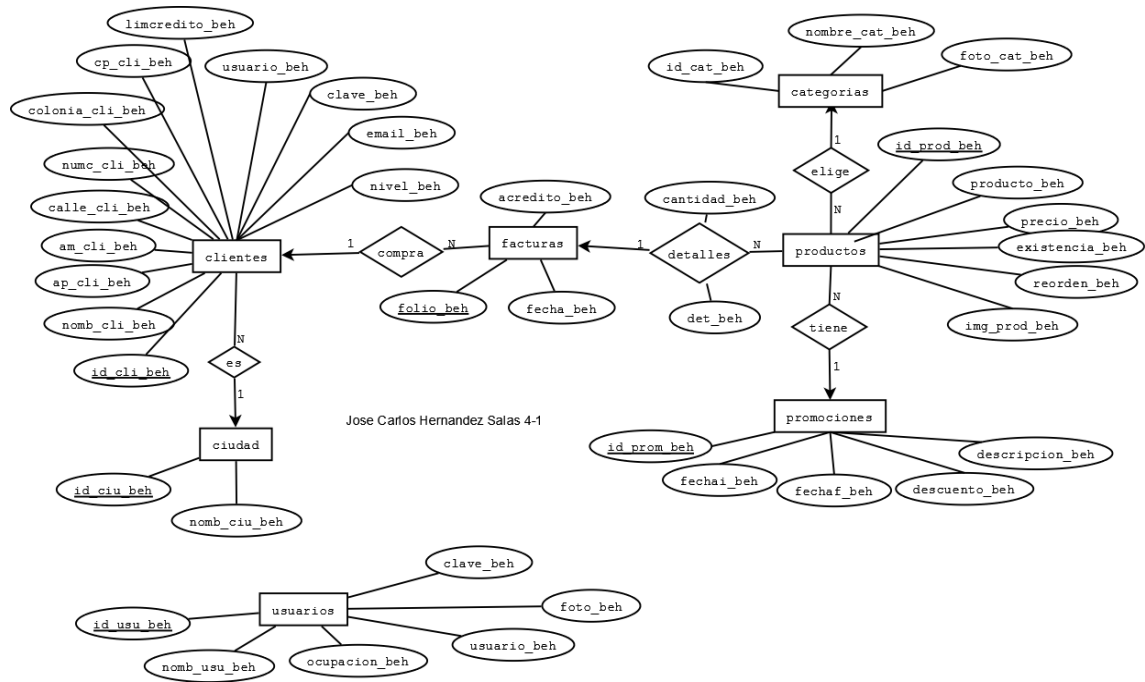 limcredito_beh
cp_cli_beh
usuario_beh
colonia_cli_beh
clave_beh
email_beh
numc_cli_beh
nivel_beh
calle_cli_beh
am_cli_beh
clientes
ap_cli_beh
nomb_cli_beh
id_cli_beh
1
compra
N
acredito_beh
facturas
folio_beh
fecha_beh
1
detalles
N
cantidad_beh
det_beh
nombre_cat_beh
id_cat_beh
foto_cat_beh
categorias
1
elige
N
id_prod_beh
producto_beh
precio_beh
productos
existencia_beh
reorden_beh
img_prod_beh
N
tiene
1
promociones
id_prom_beh
descripcion_beh
fechai_beh
fechaf_beh
descuento_beh
N
es
1
Jose Carlos Hernandez Salas 4-1
ciudad
id_ciu_beh
nomb_ciu_beh
clave_beh
usuarios
foto_beh
id_usu_beh
usuario_beh
nomb_usu_beh
ocupacion_beh